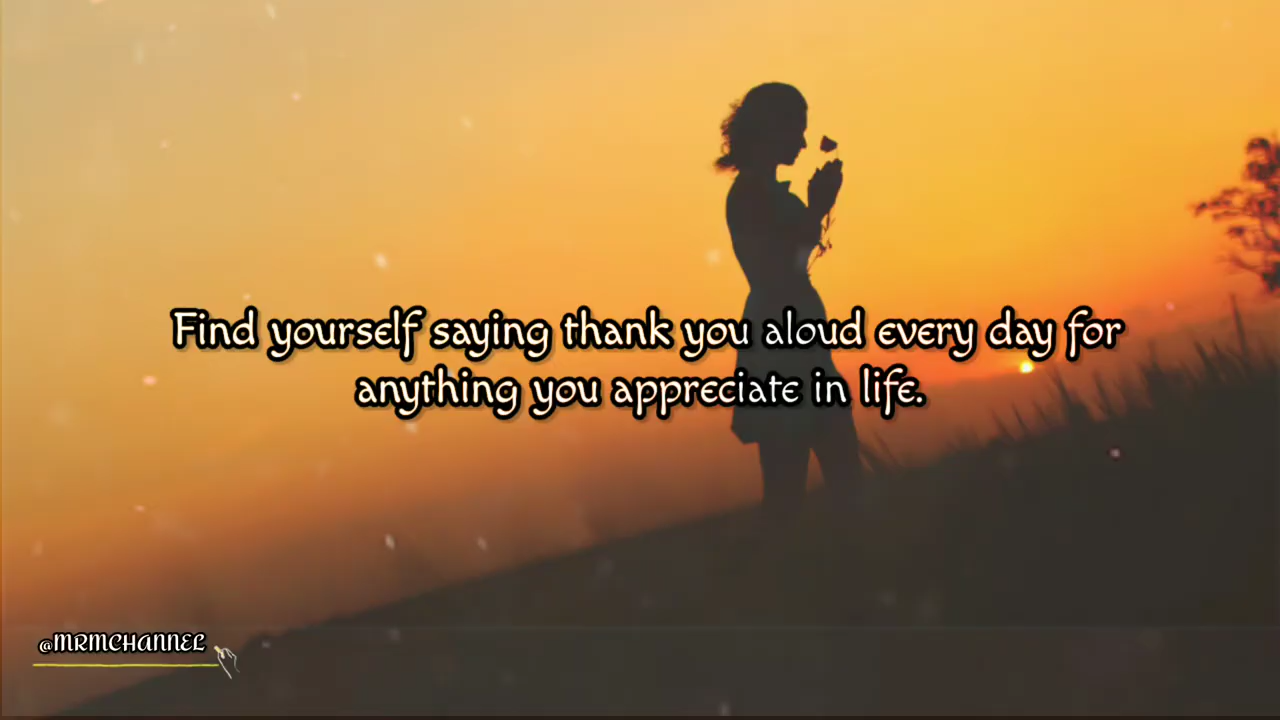 Find yourself saying thank you aloud every day for
anything you appreciate in life.
@MRMCHANNEL